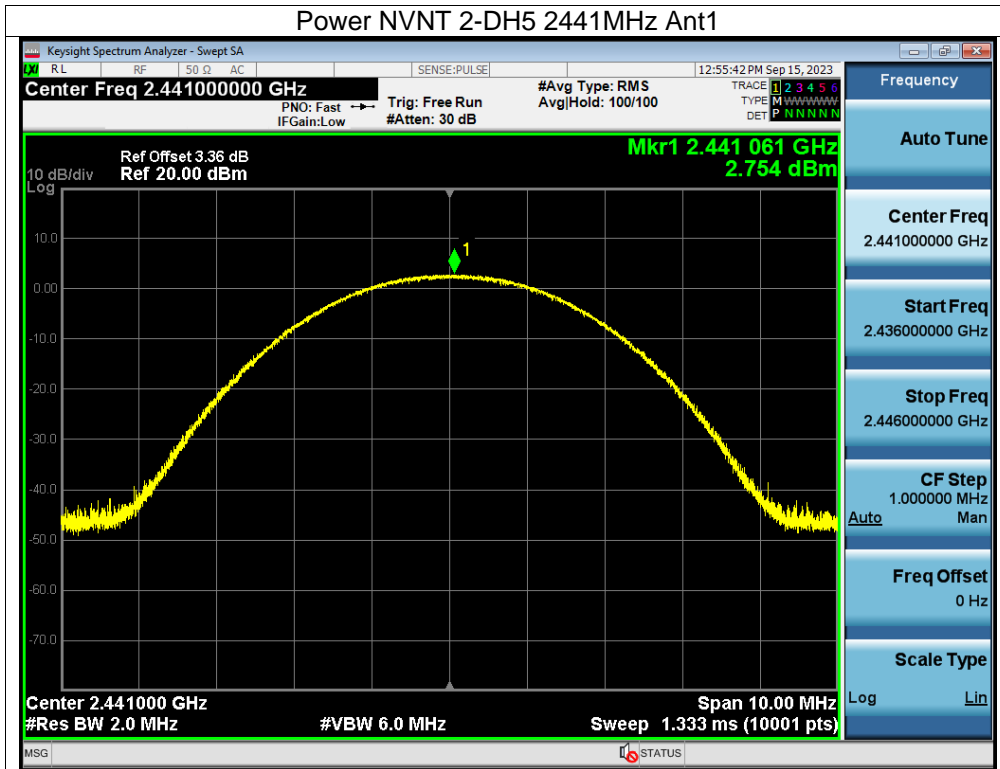 Power NVNT 2-DH5 2441MHz Ant1
Keysight Spectrum Analyzer - Swept SA
LXI RL RF 50 Ω AC SENSE:PULSE 12:55:42 PM Sep 15, 2023
Center Freq 2.441000000 GHz
PNO: Fast
IFGain:Low
Trig: Free Run
#Atten: 30 dB
#Avg Type: RMS
Avg|Hold: 100/100
TRACE 1 2 3 4 5 6
TYPE M WWWWW
DET P N N N N N
Mkr1 2.441 061 GHz
2.754 dBm
Ref Offset 3.36 dB
10 dB/div Ref 20.00 dBm
Log
10.0
1
0.00
-10.0
-20.0
-30.0
-40.0
-50.0
-60.0
-70.0
Center 2.441000 GHz Span 10.00 MHz
#Res BW 2.0 MHz #VBW 6.0 MHz Sweep 1.333 ms (10001 pts)
MSG STATUS
Frequency
Auto Tune
Center Freq
2.441000000 GHz
Start Freq
2.436000000 GHz
Stop Freq
2.446000000 GHz
CF Step
1.000000 MHz
Auto Man
Freq Offset
0 Hz
Scale Type
Log Lin